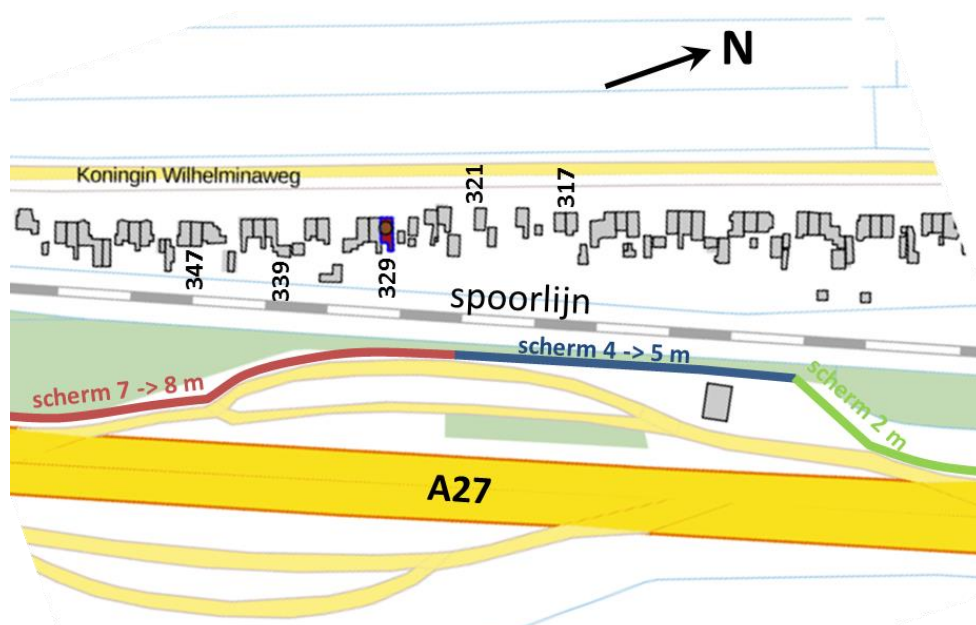 N
Koningin Wilhelminaweg
321
317
347
339
329
spoorlijn
scherm 4 -> 5 m
scherm 7 -> 8 m
scherm 2 m
A27